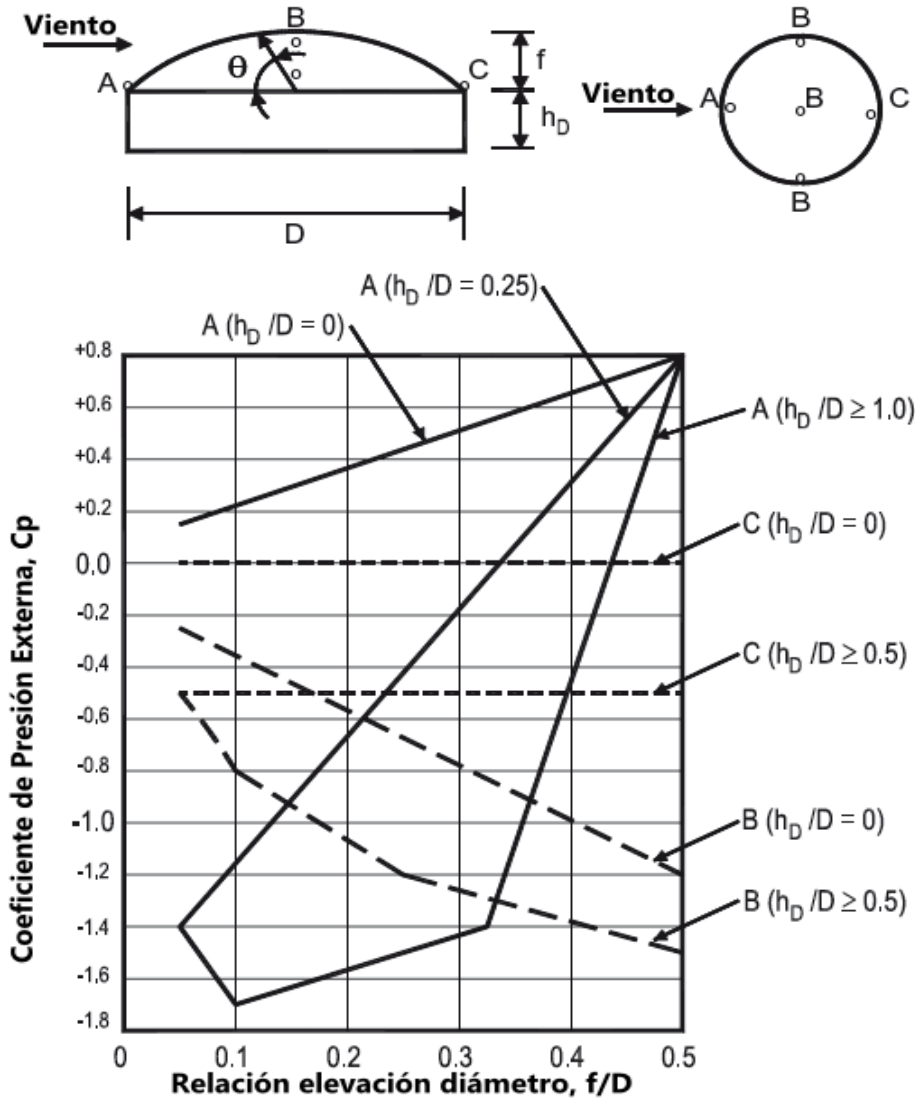 Viento
B
A
θ
C
f
h_D
D
Viento
B
A
B
C
B
A (h_D /D = 0.25)
A (h_D /D = 0)
A (h_D /D ≥ 1.0)
C (h_D /D = 0)
C (h_D /D ≥ 0.5)
B (h_D /D = 0)
B (h_D /D ≥ 0.5)
Coeficiente de Presión Externa, Cp
+0.8
+0.6
+0.4
+0.2
0.0
-0.2
-0.4
-0.6
-0.8
-1.0
-1.2
-1.4
-1.6
-1.8
0 0.1 0.2 0.3 0.4 0.5
Relación elevación diámetro, f/D